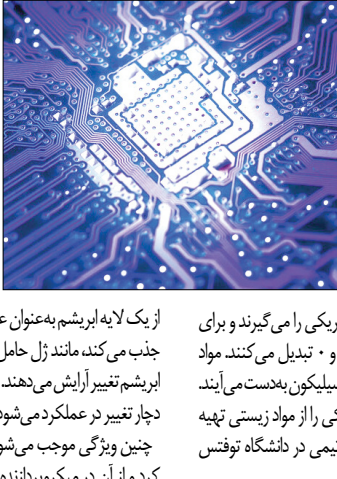 ریکی را می‌گیرند و برای
و ۰ تبدیل می‌کنند. مواد
سیلیکون به‌دست می‌آیند.
کی را از مواد زیستی تهیه
یمی در دانشگاه توفتس
از یک لایه ابریشم به‌عنوان ع
جذب می‌کند، مانند ژل حامل
ابریشم تغییر آرایش می‌دهند.
دچار تغییر در عملکرد می‌شود
چنین ویژگی موجب می‌شو